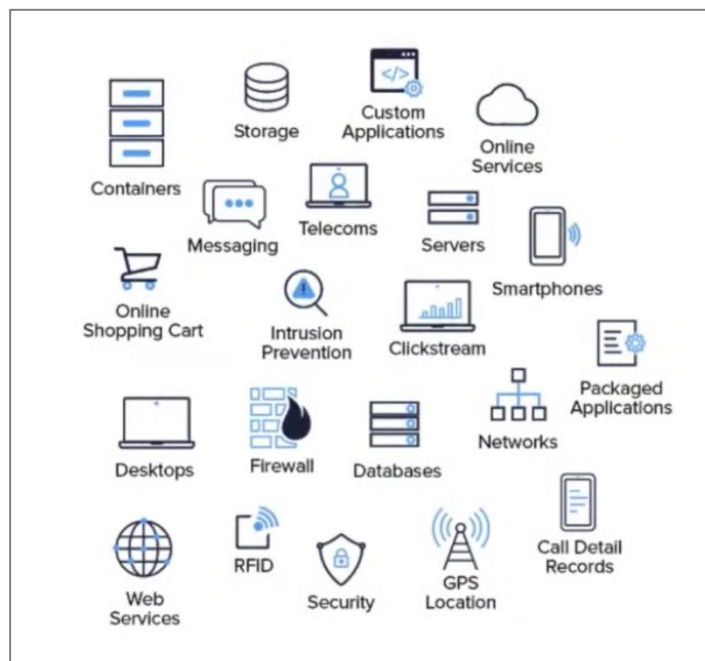 Storage
Custom
Applications
Online
Services
Containers
Messaging
Telecoms
Servers
Smartphones
Online
Shopping Cart
Intrusion
Prevention
Clickstream
Packaged
Applications
Desktops
Firewall
Databases
Networks
Web
Services
RFID
Security
GPS
Location
Call Detail
Records